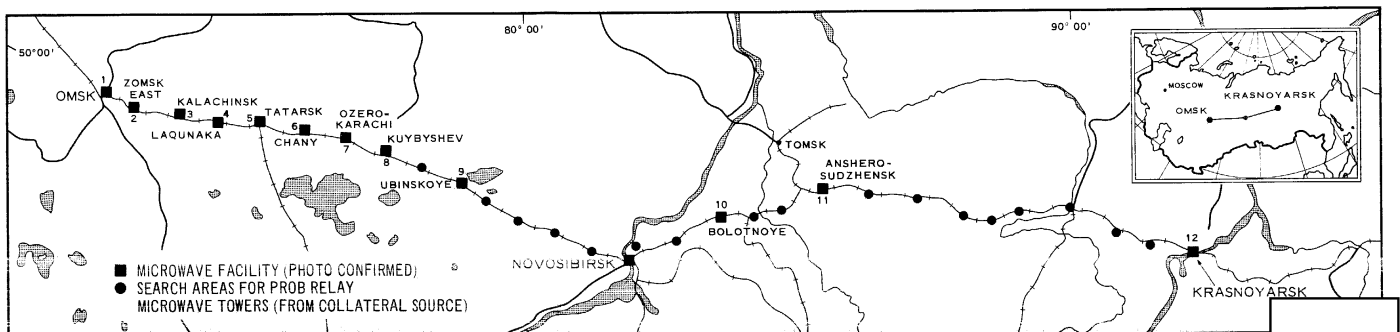 80° 00'
90° 00'
50°00'
MOSCOW
KRASNOYARSK
OMSK
1
OMSK
ZOMSK
EAST
2
KALACHINSK
3
4
LAQUNAKA
TATARSK
5
6
CHANY
OZERO-
KARACHI
7
KUYBYSHEV
8
9
UBINSKOYE
NOVOSIBIRSK
10
BOLOTNOYE
TOMSK
ANSHERO-
SUDZHENSK
11
12
KRASNOYARSK
MICROWAVE FACILITY (PHOTO CONFIRMED)
SEARCH AREAS FOR PROB RELAY
MICROWAVE TOWERS (FROM COLLATERAL SOURCE)